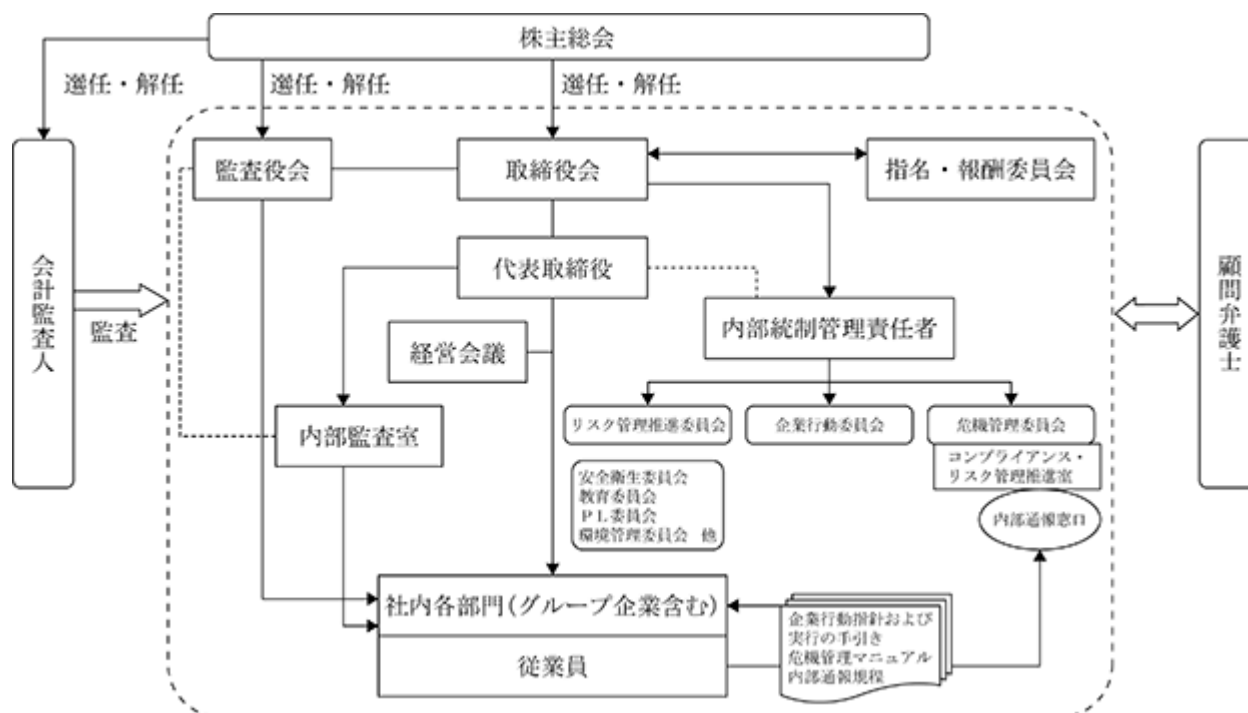 株主総会
選任・解任
選任・解任
選任・解任
監査役会
取締役会
指名・報酬委員会
会計監査人
監査
代表取締役
顧問弁護士
内部統制管理責任者
経営会議
内部監査室
リスク管理推進委員会
企業行動委員会
危機管理委員会
コンプライアンス・
リスク管理推進室
安全衛生委員会
教育委員会
PL委員会
環境管理委員会 他
内部通報窓口
社内各部門(グループ企業含む)
従業員
企業行動指針および
実行の手引き
危機管理マニュアル
内部通報規程